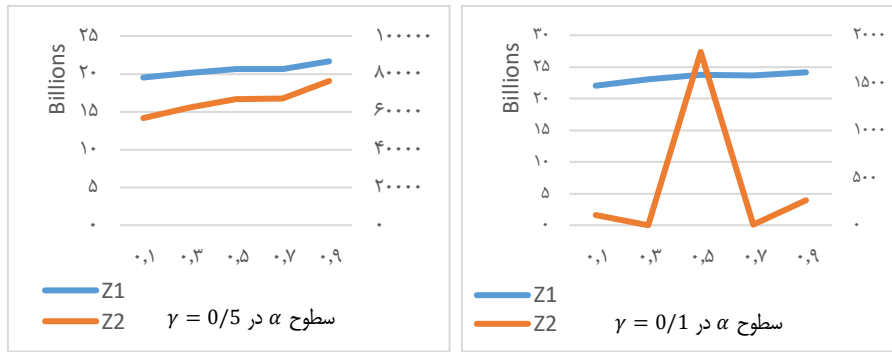 ۲۵
۲۰
۱۵
۱۰
۵
۰
Billions
۱۰۰۰۰۰
۸۰۰۰۰
۶۰۰۰۰
۴۰۰۰۰
۲۰۰۰۰
۰
۰,۱ ۰,۳ ۰,۵ ۰,۷ ۰,۹
Z1
Z2
سطوح α در γ = 0/5
۳۰
۲۵
۲۰
۱۵
۱۰
۵
۰
Billions
۲۰۰۰
۱۵۰۰
۱۰۰۰
۵۰۰
۰
۰,۱ ۰,۳ ۰,۵ ۰,۷ ۰,۹
Z1
Z2
سطوح α در γ = 0/1